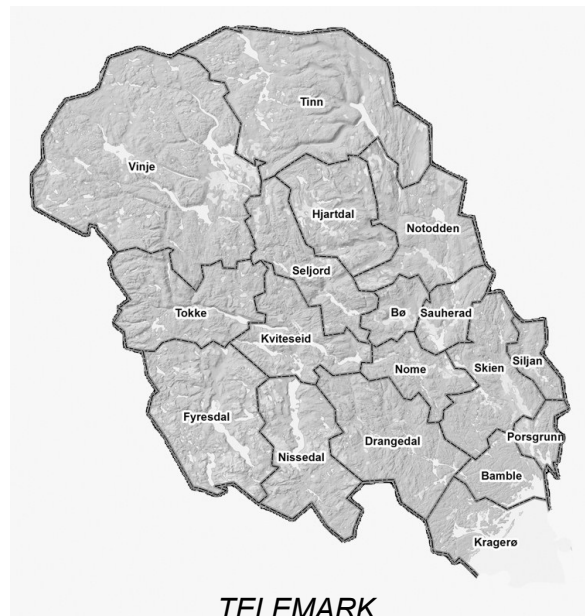 Tinn
Vinje
Hjartdal
Notodden
Seljord
Tokke
Bø
Sauherad
Kviteseid
Nome
Skien
Siljan
Fyresdal
Drangedal
Porsgrunn
Nissedal
Bamble
Kragerø
TELEMARK